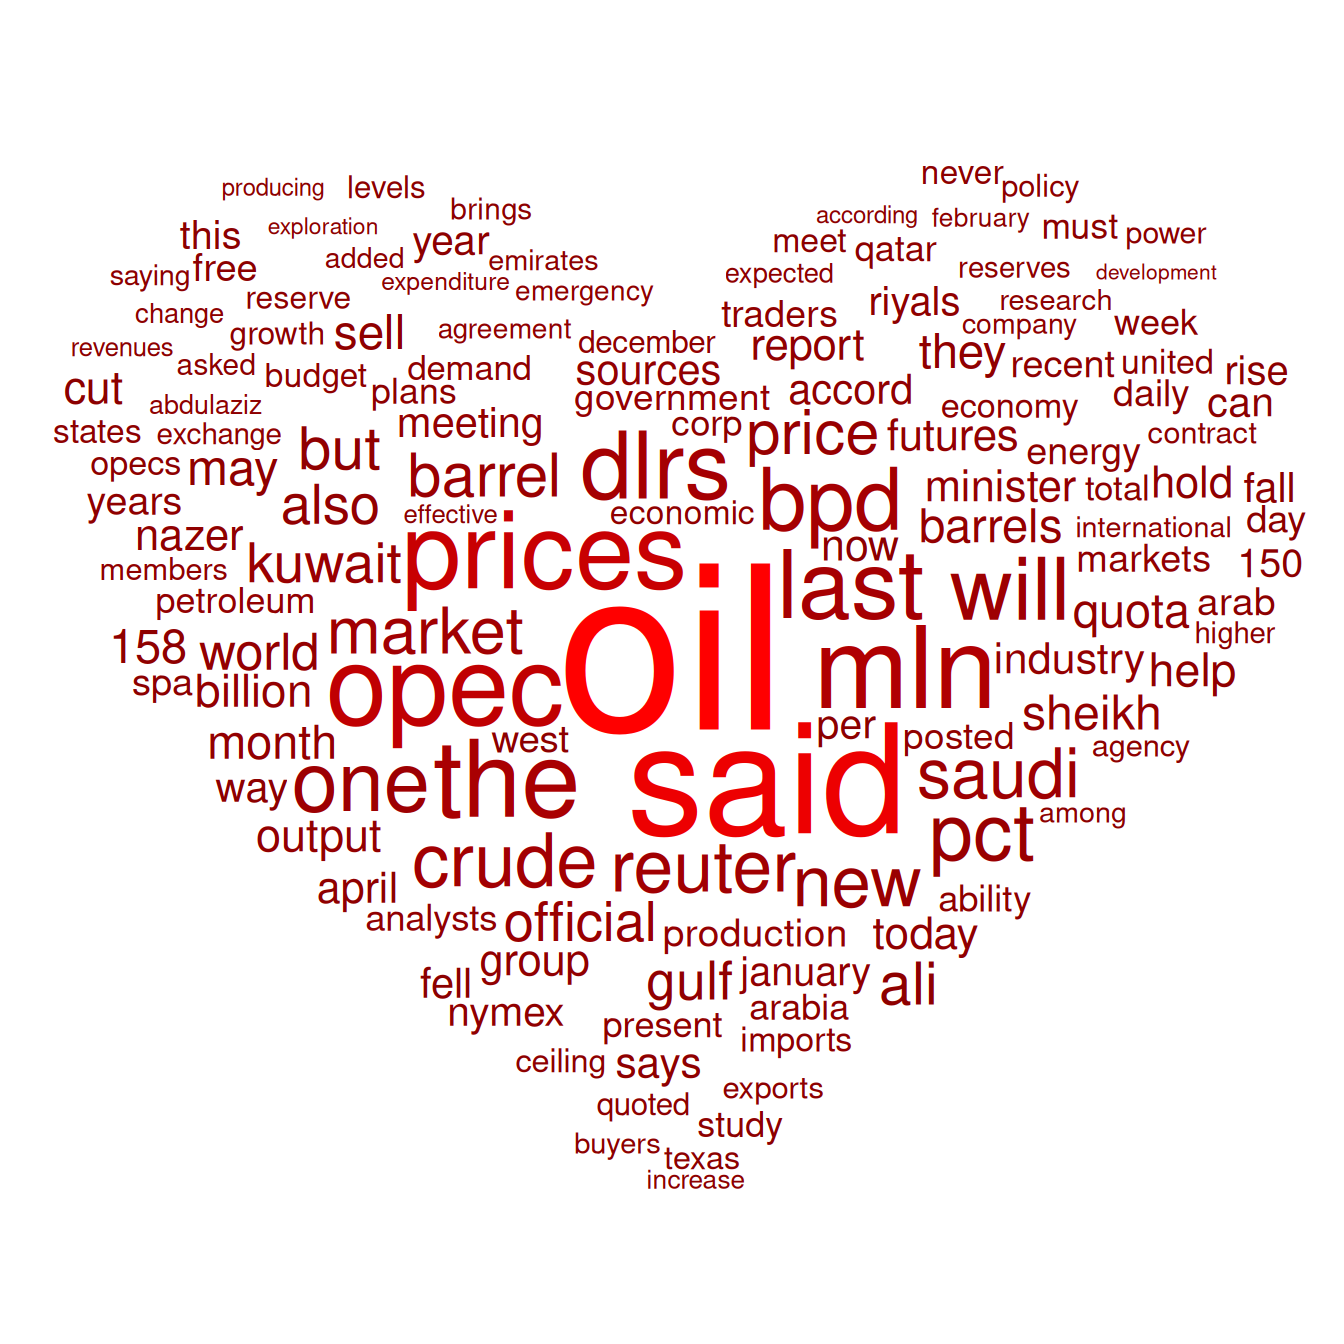 never
producing levels policy
brings according february must power
this exploration year meet qatar
saying free added emirates expected reserves development
reserve expenditure emergency traders riyals research
change growth sell agreement december report company week
revenues asked budget demand sources they recent united rise
cut abdulaziz plans government accord economy daily can
states exchange meeting corp price futures energy contract
opecs may but barrel dlrs bpd minister total hold fall
years also effective economic barrels international day
nazer kuwait prices now markets 150
members petroleum last will quota arab
158 world market oil mln industry higher
spa billion opec per help
month west said posted sheikh agency
way one the saudi among
output crude reuter new pct
april analysts official production today ability
fell group gulf january ali
nymex present arabia
ceiling says imports
quoted exports
buyers study
texas
increase